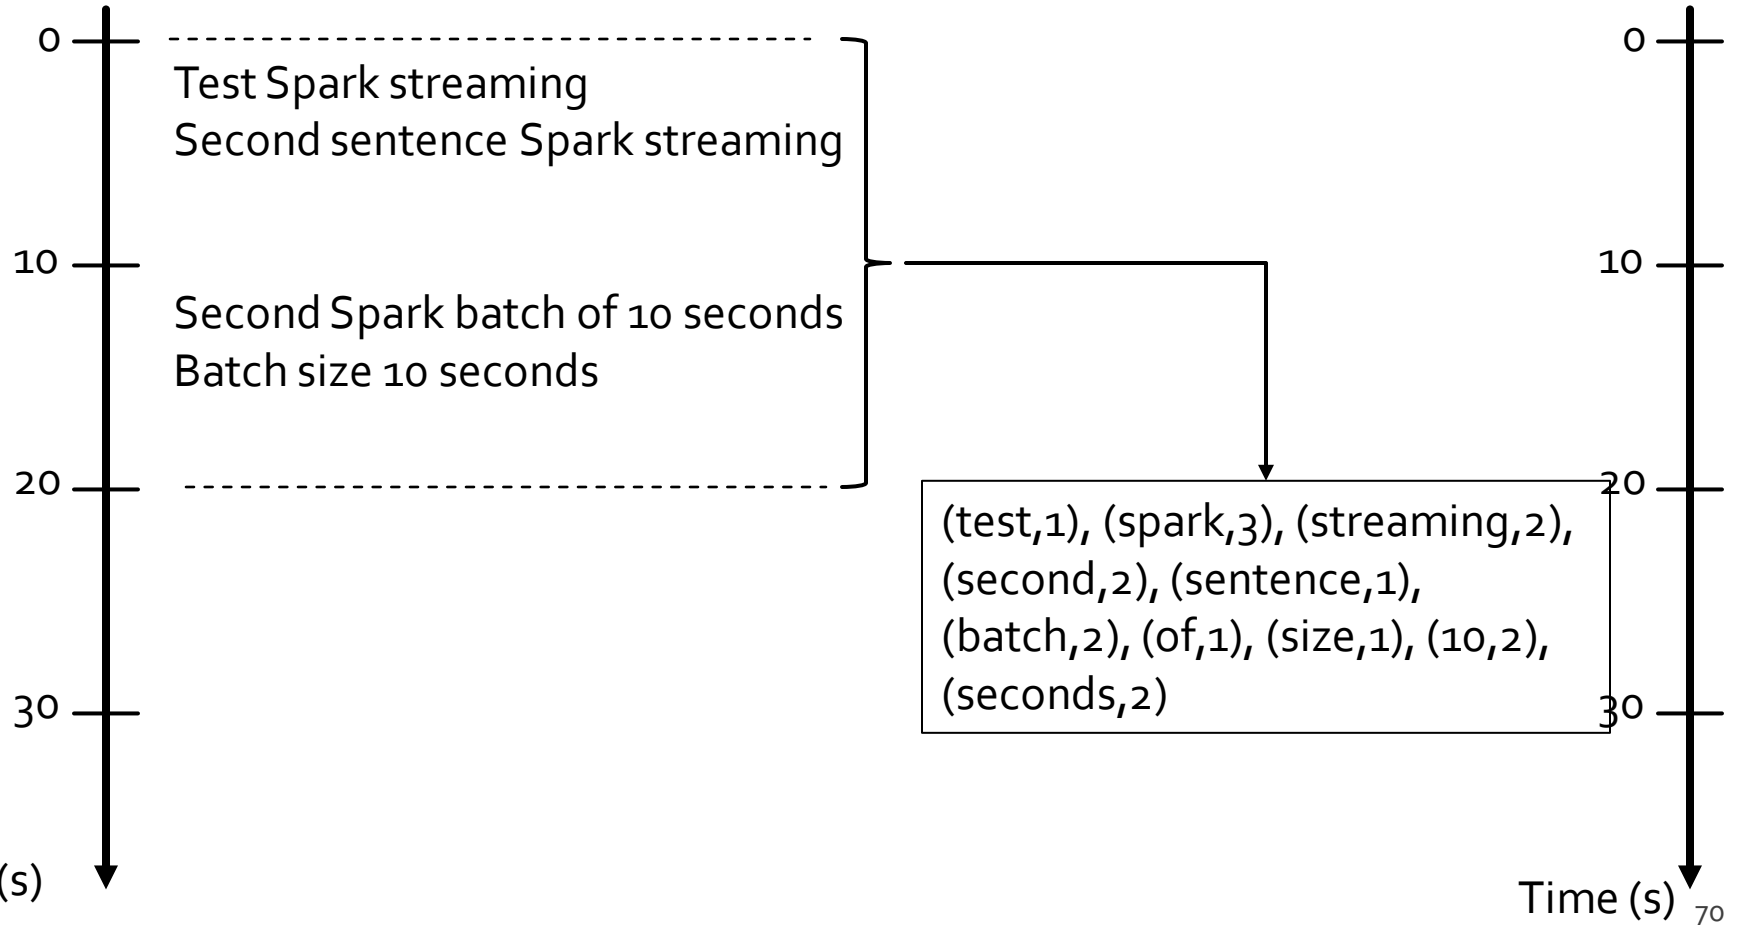 0
Test Spark streaming
Second sentence Spark streaming
10
Second Spark batch of 10 seconds
Batch size 10 seconds
20
30
(s)
0
10
20
(test,1), (spark,3), (streaming,2),
(second,2), (sentence,1),
(batch,2), (of,1), (size,1), (10,2),
(seconds,2)
30
Time (s)
70